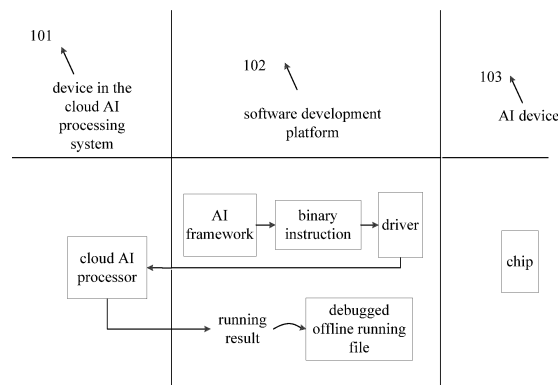 101
device in the
cloud AI
processing
system
102
software development
platform
103
AI device
AI
framework
binary
instruction
driver
cloud AI
processor
chip
running
result
debugged
offline running
file